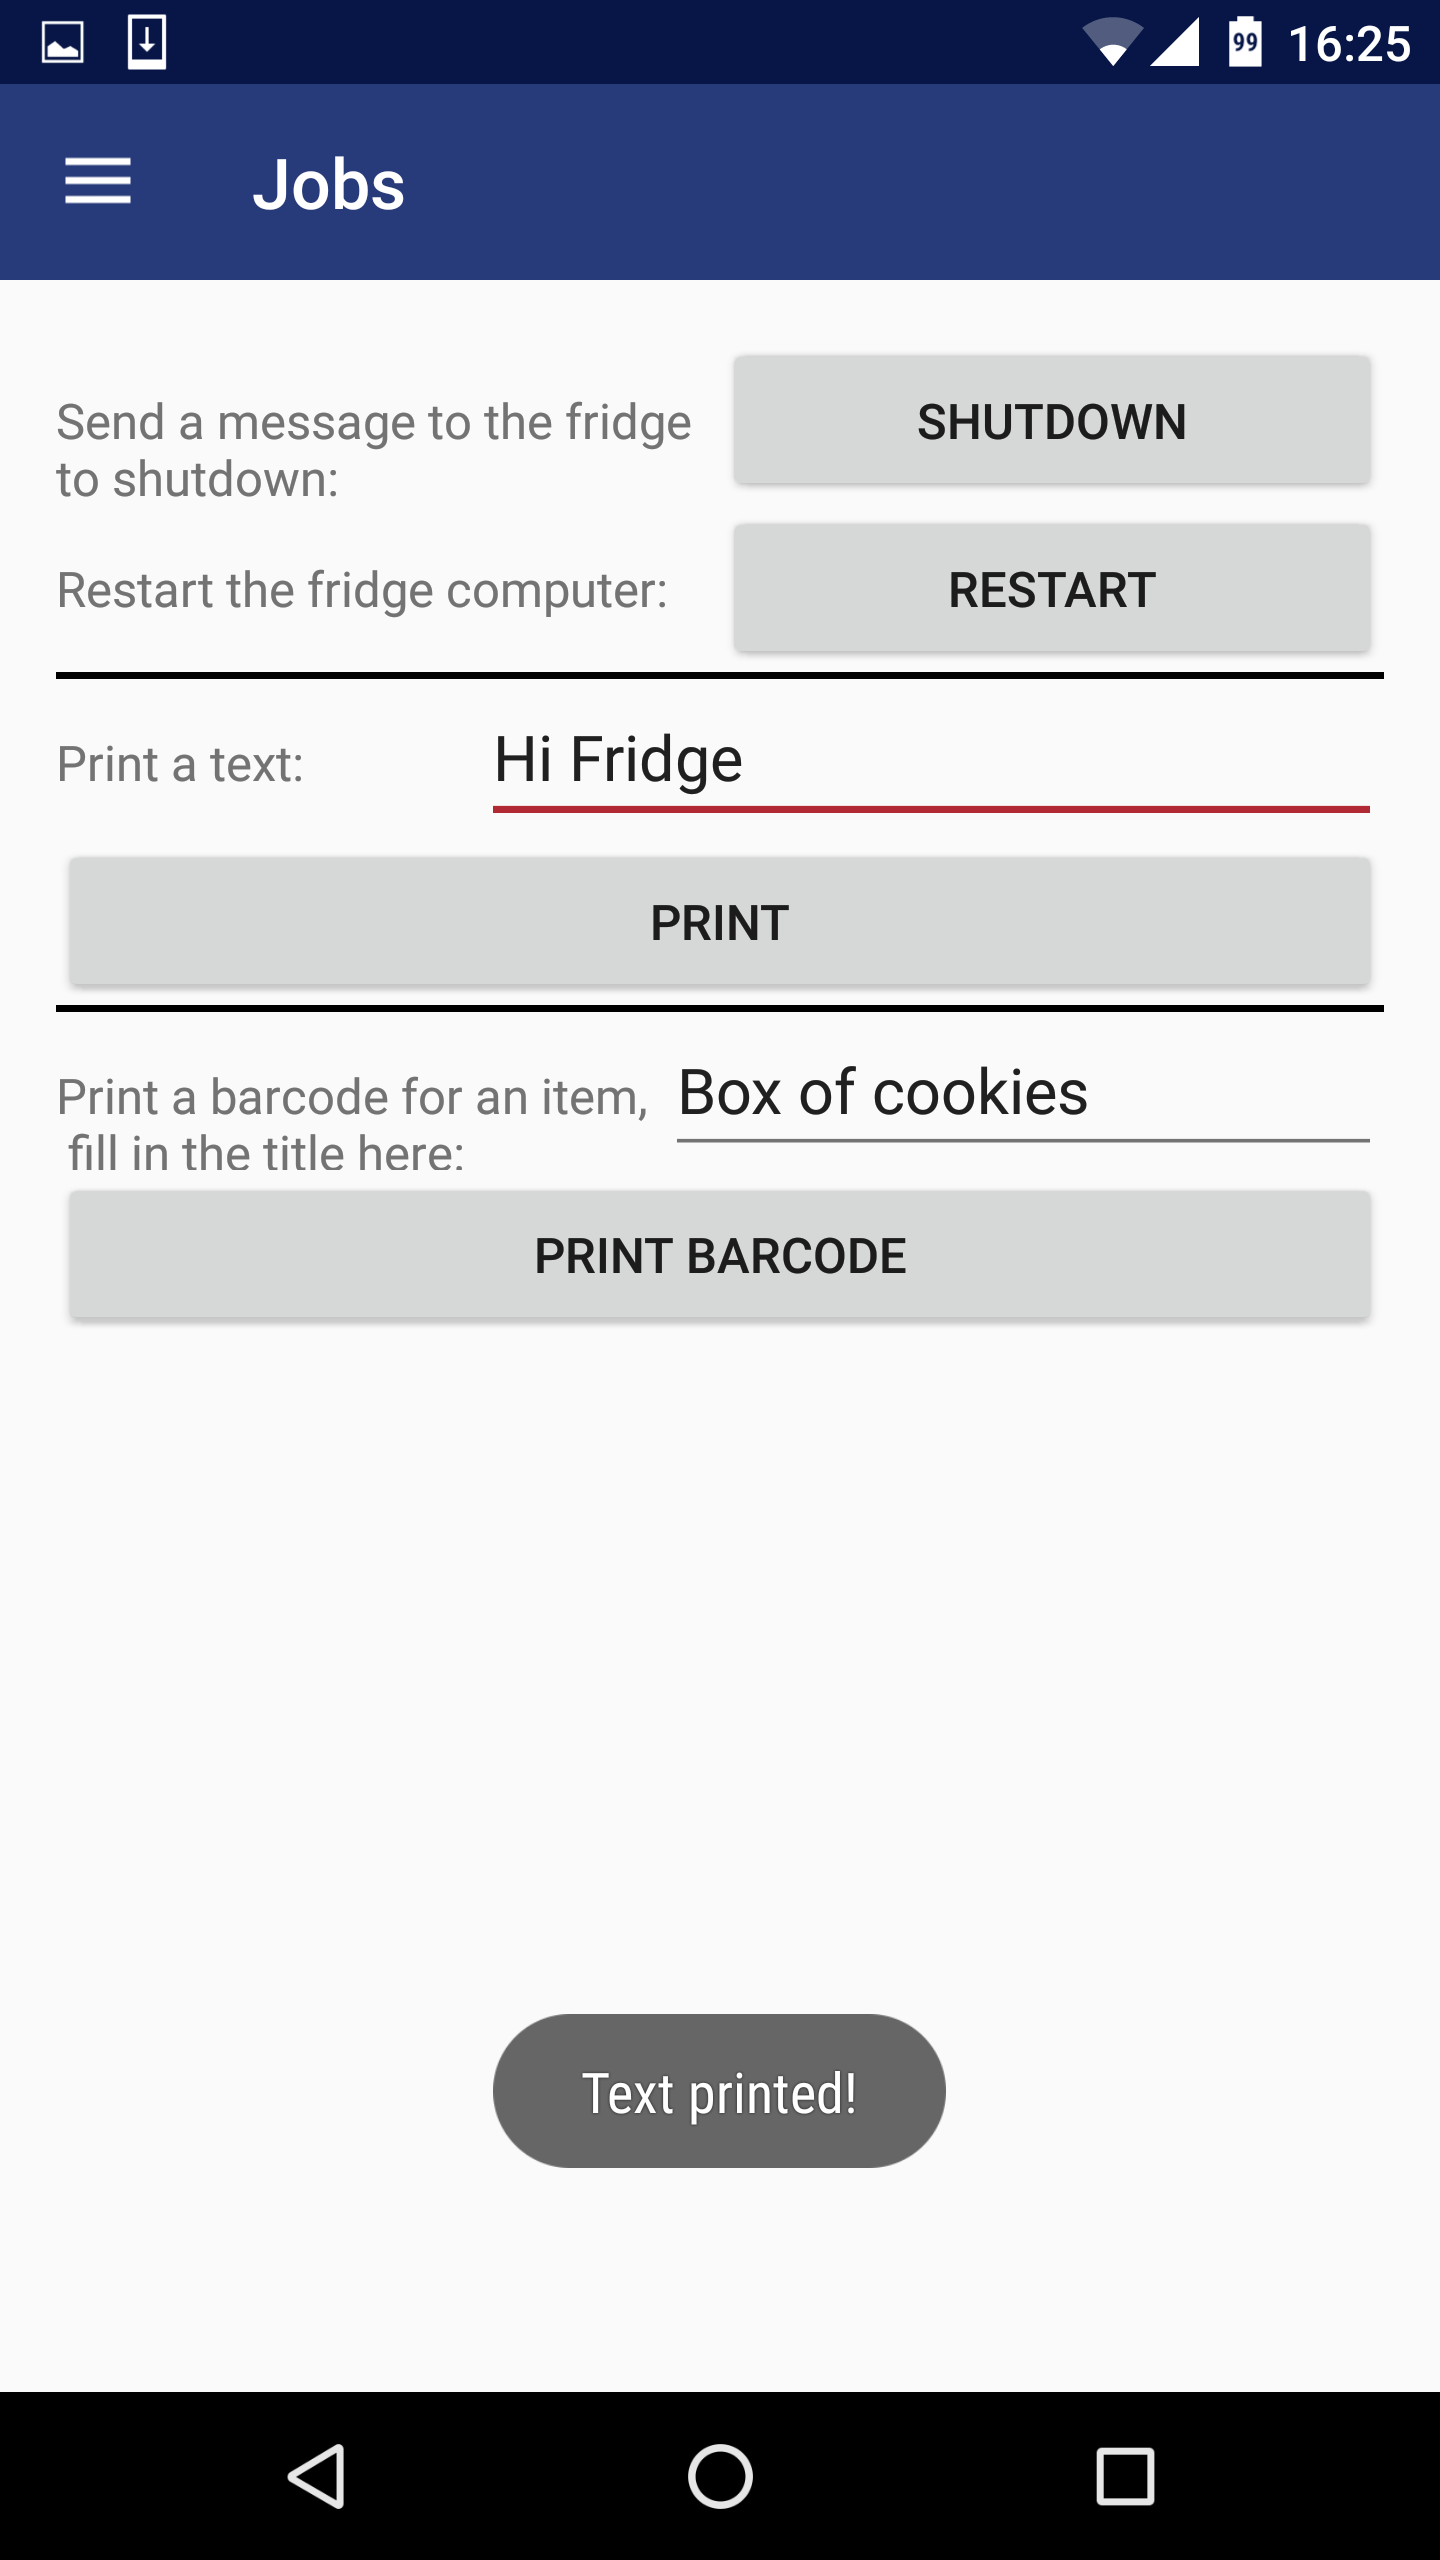 99 16:25
Jobs
Send a message to the fridge
to shutdown:
SHUTDOWN
Restart the fridge computer:
RESTART
Print a text:
Hi Fridge
PRINT
Print a barcode for an item,
fill in the title here:
Box of cookies
PRINT BARCODE
Text printed!